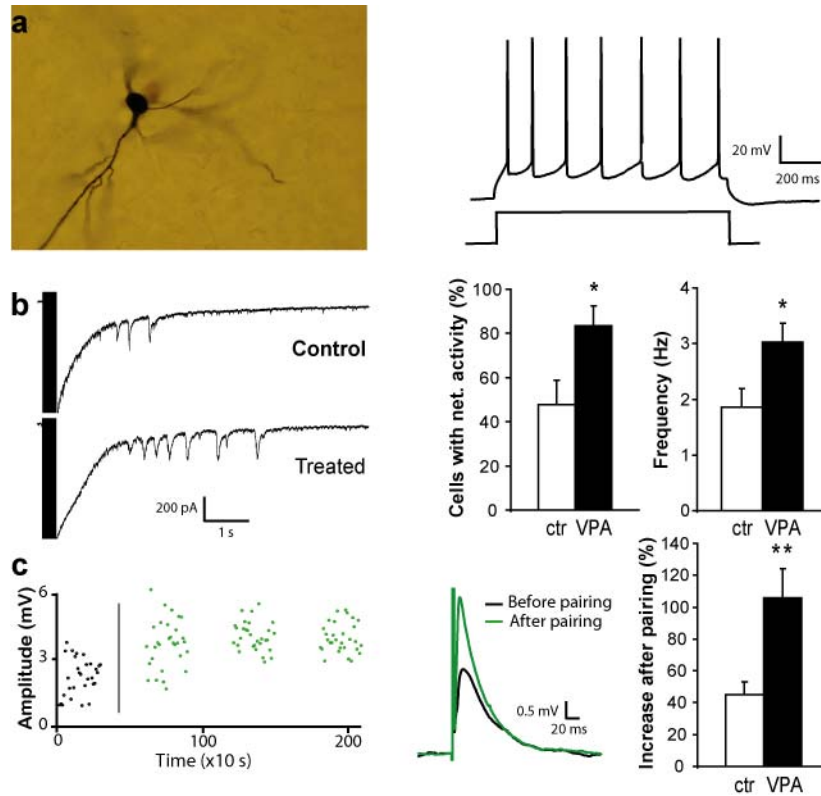 a
20 mV
200 ms
b
Control
Treated
200 pA
1 s
Cells with net. activity (%)
100
80
60
40
20
0
*
ctr VPA
Frequency (Hz)
4
3
2
1
0
*
ctr VPA
c
Amplitude (mV)
6
3
0
0 100 200
Time (x10 s)
Before pairing
After pairing
0.5 mV
20 ms
Increase after pairing (%)
140
120
100
80
60
40
20
0
**
ctr VPA